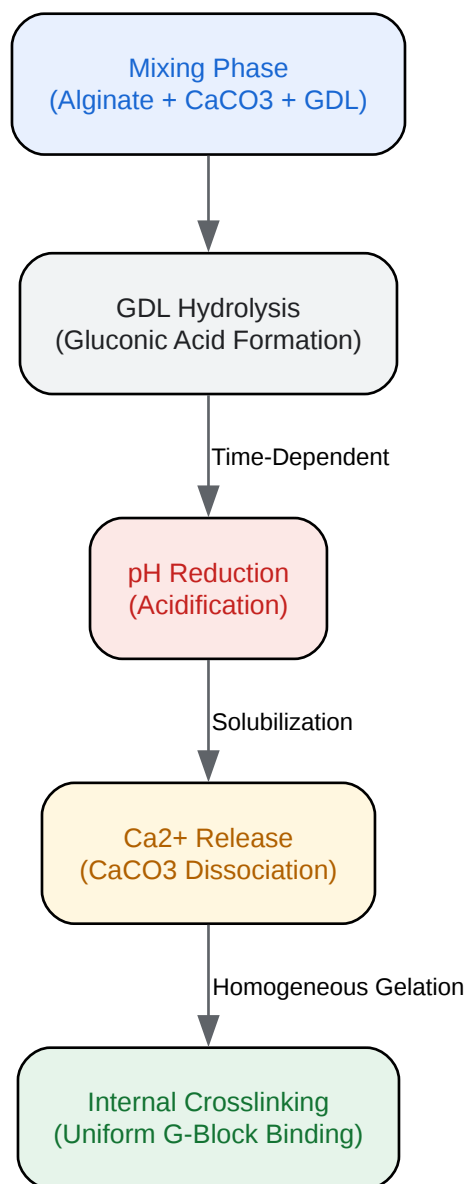 Mixing Phase
(Alginate + CaCO3 + GDL)
GDL Hydrolysis
(Gluconic Acid Formation)
Time-Dependent
pH Reduction
(Acidification)
Solubilization
Ca2+ Release
(CaCO3 Dissociation)
Homogeneous Gelation
Internal Crosslinking
(Uniform G-Block Binding)